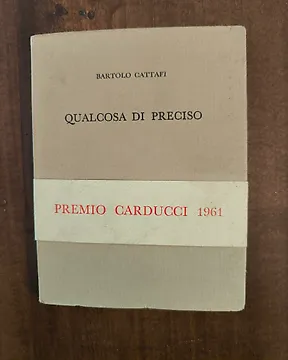 BARTOLO CATTAFI
QUALCOSA DI PRECISO
PREMIO CARDUCCI 1961